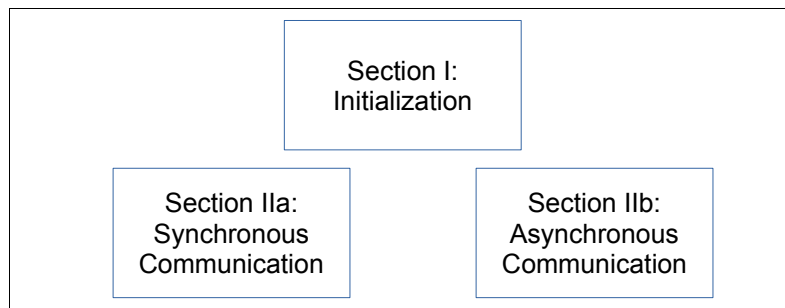 Section I:
Initialization
Section IIa:
Synchronous
Communication
Section IIb:
Asynchronous
Communication